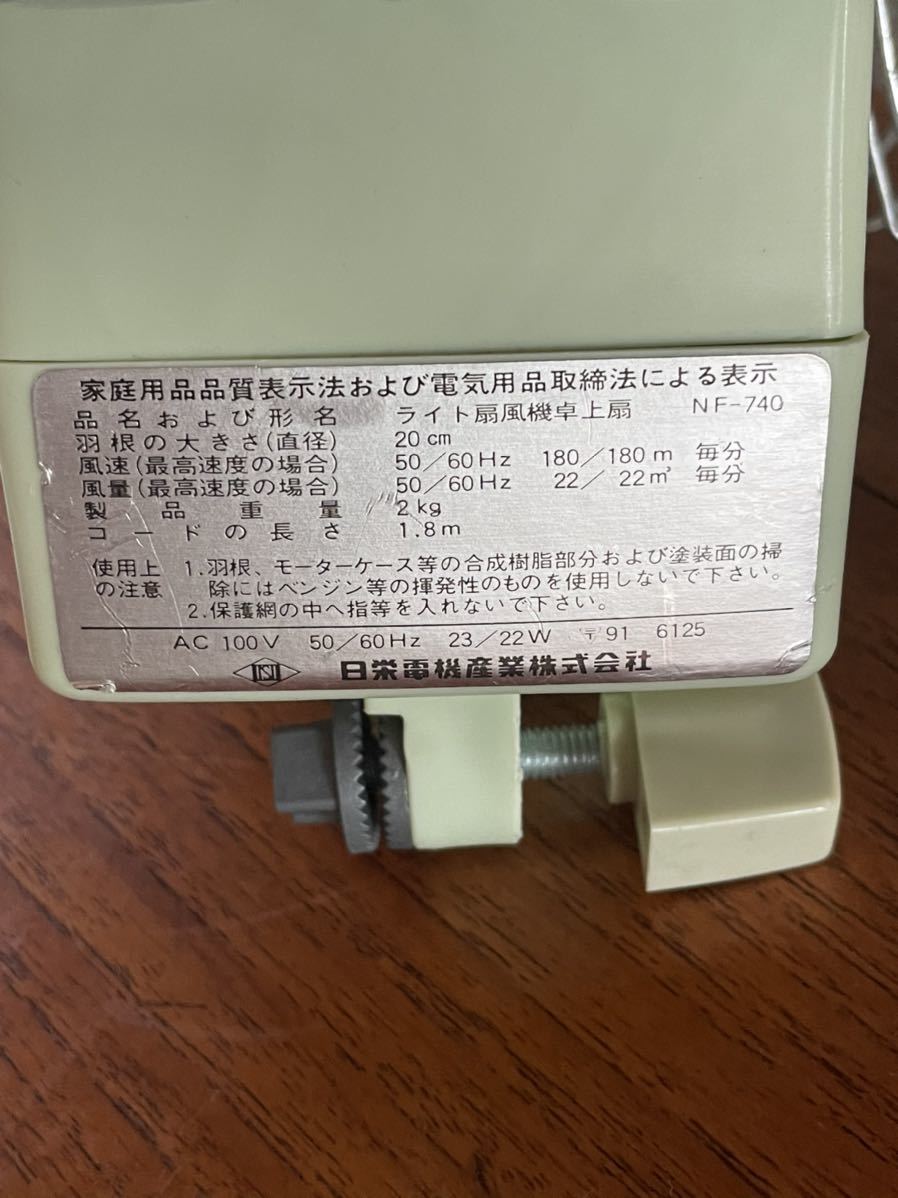 家庭用品品質表示法および電気用品取締法による表示
品名および形名 ライト扇風機卓上扇 NF-740
羽根の大きさ(直径) 20cm
風速(最高速度の場合) 50/60Hz 180/180m 毎分
風量(最高速度の場合) 50/60Hz 22/22㎥ 毎分
製品重量 2kg
コードの長さ 1.8m
使用上の注意 1.羽根、モーターケース等の合成樹脂部分および塗装面の掃
除にはベンジン等の揮発性のものを使用しないで下さい。
2.保護網の中へ指等を入れないで下さい。
AC 100V 50/60Hz 23/22W 〒91 6125
N 日栄電機産業株式会社